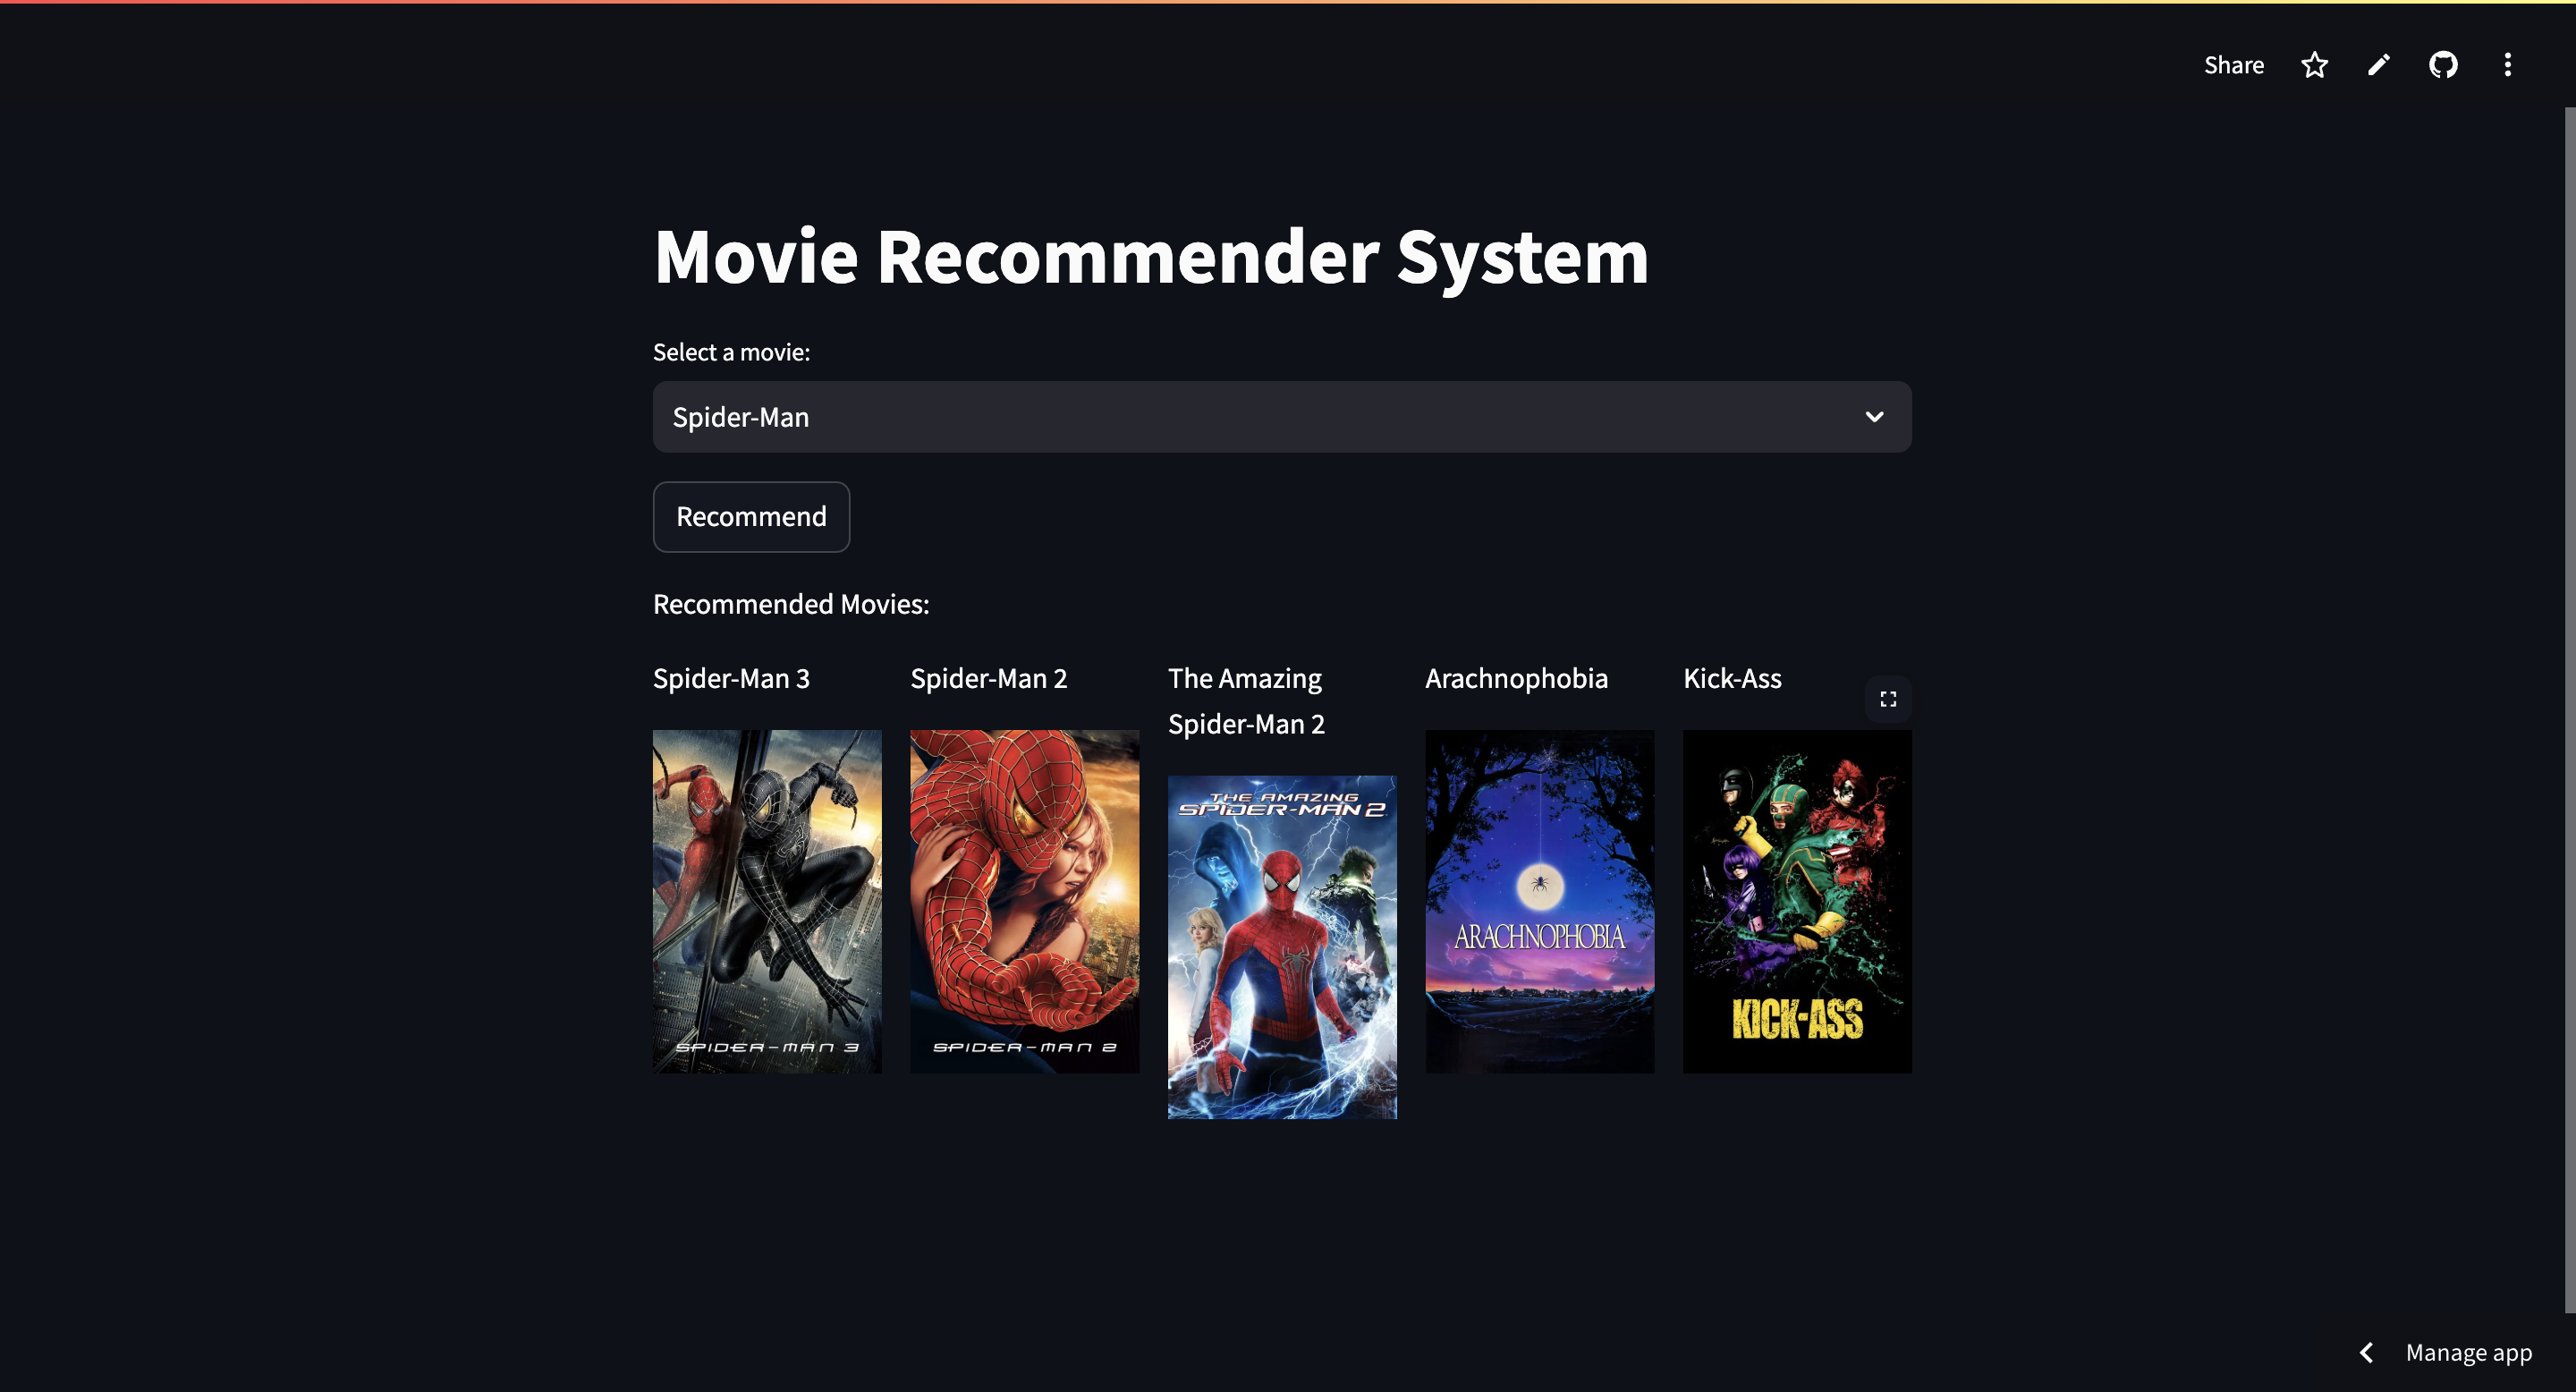 Share
Movie Recommender System
Select a movie:
Spider-Man
Recommend
Recommended Movies:
Spider-Man 3
Spider-Man 2
The Amazing
Spider-Man 2
Arachnophobia
Kick-Ass
SPIDER-MAN 3
SPIDER-MAN 2
THE AMAZING
SPIDER-MAN 2
ARACHNOPHOBIA
KICK-ASS
Manage app